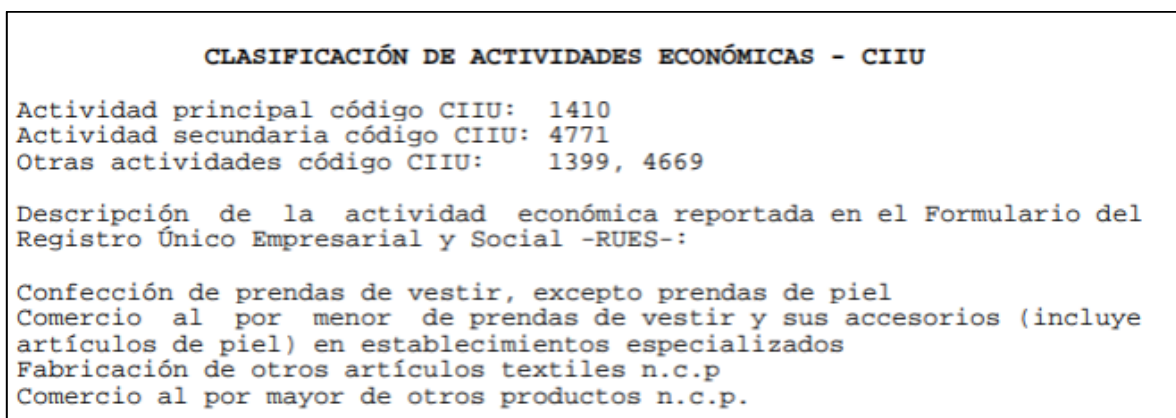 CLASIFICACIÓN DE ACTIVIDADES ECONÓMICAS - CIIU
Actividad principal código CIIU: 1410
Actividad secundaria código CIIU: 4771
Otras actividades código CIIU: 1399, 4669
Descripción de la actividad económica reportada en el Formulario del
Registro Único Empresarial y Social -RUES-:
Confección de prendas de vestir, excepto prendas de piel
Comercio al por menor de prendas de vestir y sus accesorios (incluye
artículos de piel) en establecimientos especializados
Fabricación de otros artículos textiles n.c.p
Comercio al por mayor de otros productos n.c.p.